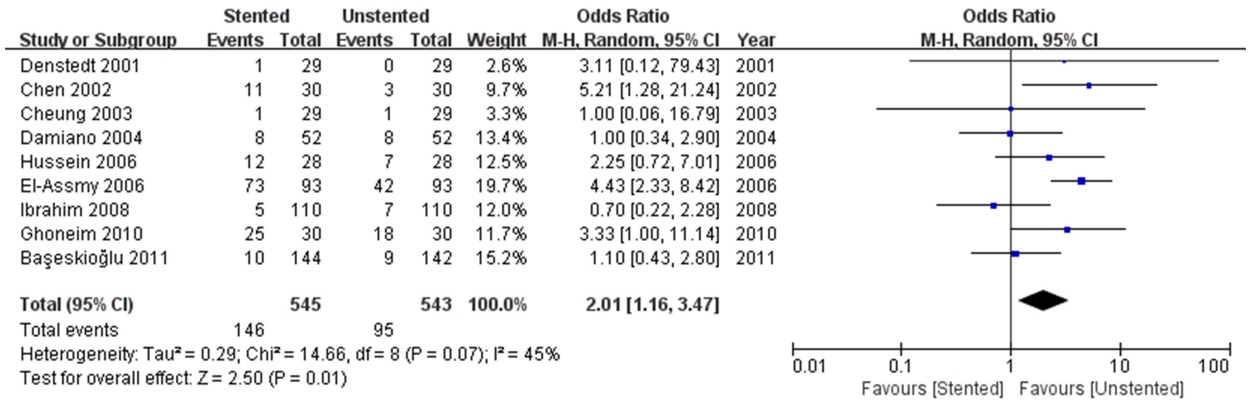 Stented Unstented Odds Ratio Odds Ratio
Study or Subgroup Events Total Events Total Weight M-H, Random, 95% CI Year M-H, Random, 95% CI
Denstedt 2001 1 29 0 29 2.6% 3.11 [0.12, 79.43] 2001
Chen 2002 11 30 3 30 9.7% 5.21 [1.28, 21.24] 2002
Cheung 2003 1 29 1 29 3.3% 1.00 [0.06, 16.79] 2003
Damiano 2004 8 52 8 52 13.4% 1.00 [0.34, 2.90] 2004
Hussein 2006 12 28 7 28 12.5% 2.25 [0.72, 7.01] 2006
El-Assmy 2006 73 93 42 93 19.7% 4.43 [2.33, 8.42] 2006
Ibrahim 2008 5 110 7 110 12.0% 0.70 [0.22, 2.28] 2008
Ghoneim 2010 25 30 18 30 11.7% 3.33 [1.00, 11.14] 2010
Başeskioğlu 2011 10 144 9 142 15.2% 1.10 [0.43, 2.80] 2011
Total (95% CI) 545 543 100.0% 2.01 [1.16, 3.47]
Total events 146 95
Heterogeneity: Tau² = 0.29; Chi² = 14.66, df = 8 (P = 0.07); I² = 45%
Test for overall effect: Z = 2.50 (P = 0.01)
0.01 0.1 1 10 100
Favours [Stented] Favours [Unstented]